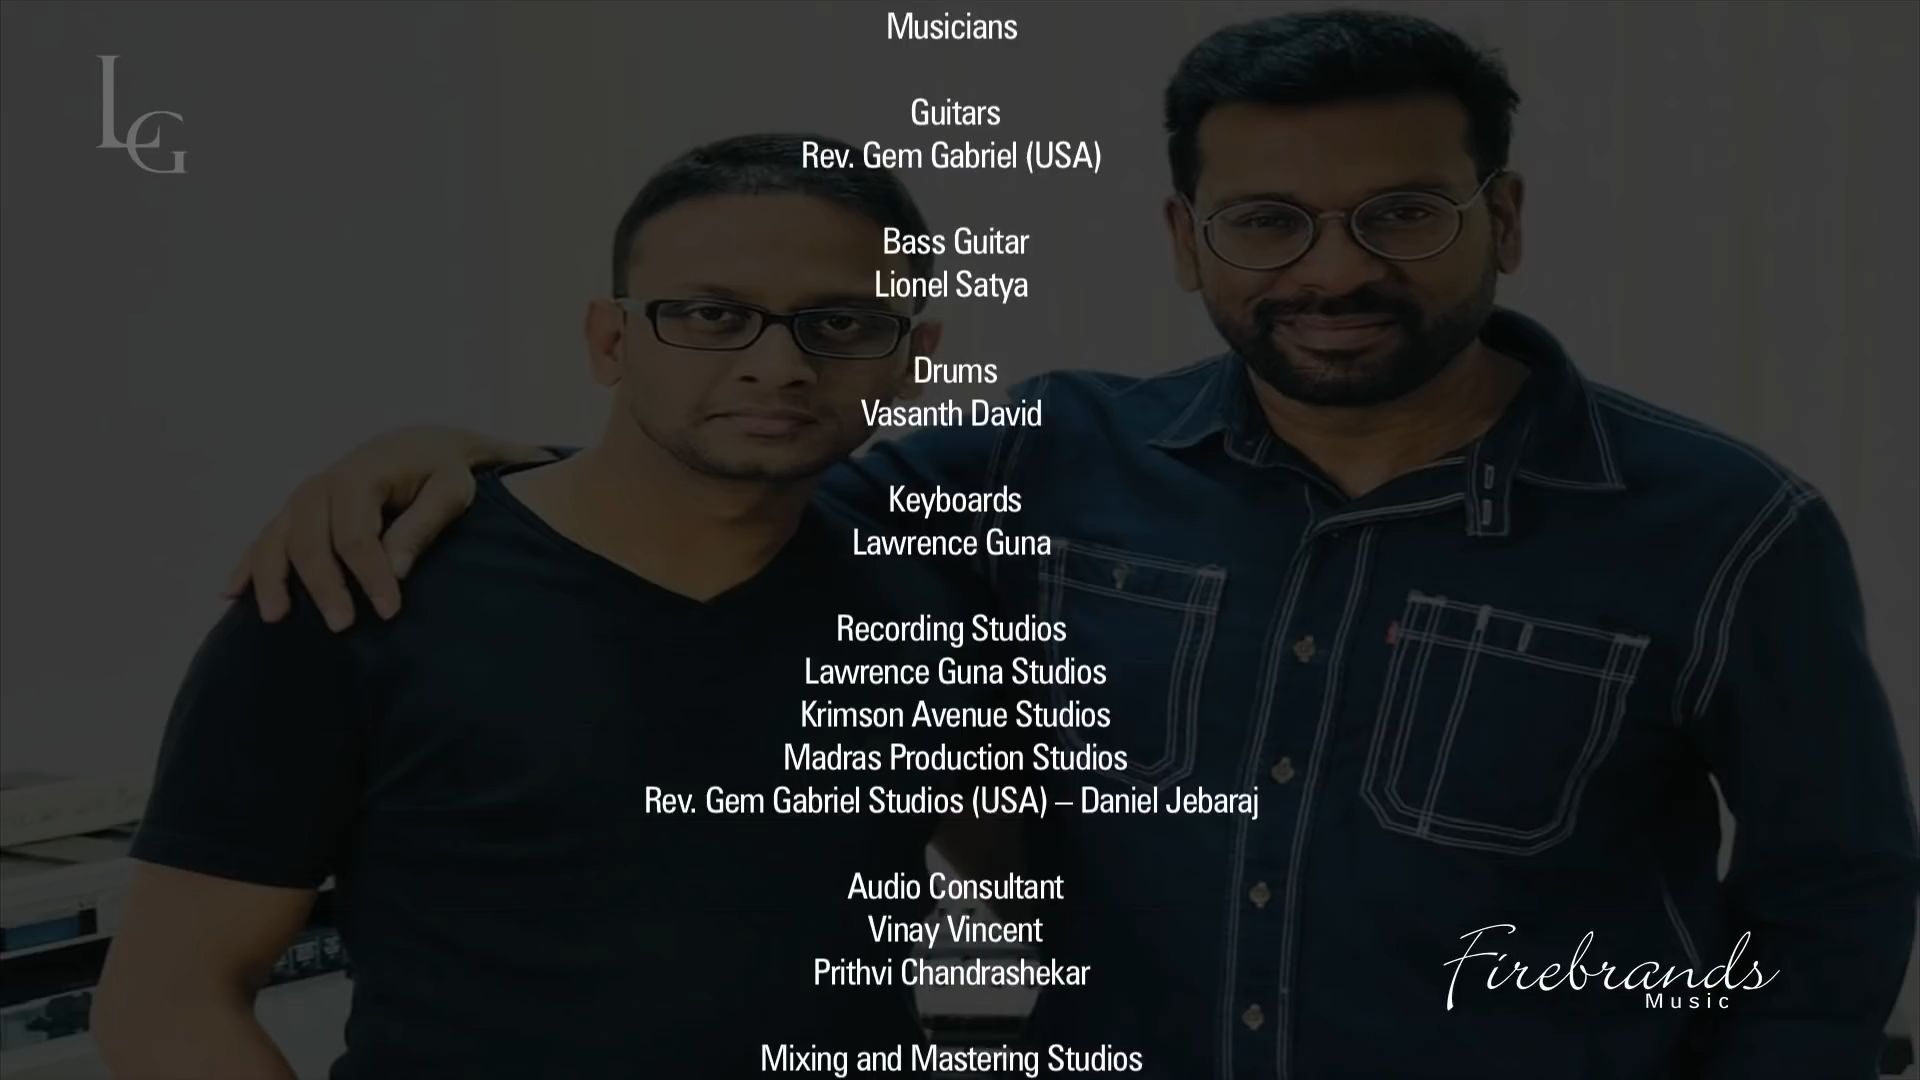 Musicians
LG
Guitars
Rev. Gem Gabriel (USA)
Bass Guitar
Lionel Satya
Drums
Vasanth David
Keyboards
Lawrence Guna
Recording Studios
Lawrence Guna Studios
Krimson Avenue Studios
Madras Production Studios
Rev. Gem Gabriel Studios (USA) – Daniel Jebaraj
Audio Consultant
Vinay Vincent
Prithvi Chandrashekar
Firebrands
Music
Mixing and Mastering Studios